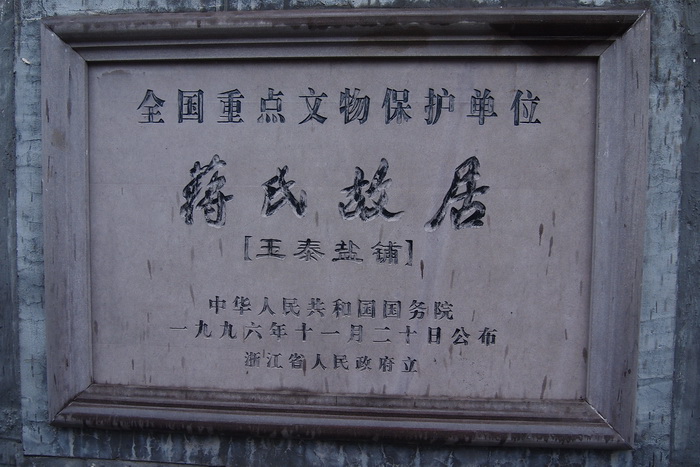 全国重点文物保护单位
蒋氏故居
[玉泰盐铺]
中华人民共和国国务院
一九九六年十一月二十日公布
浙江省人民政府立